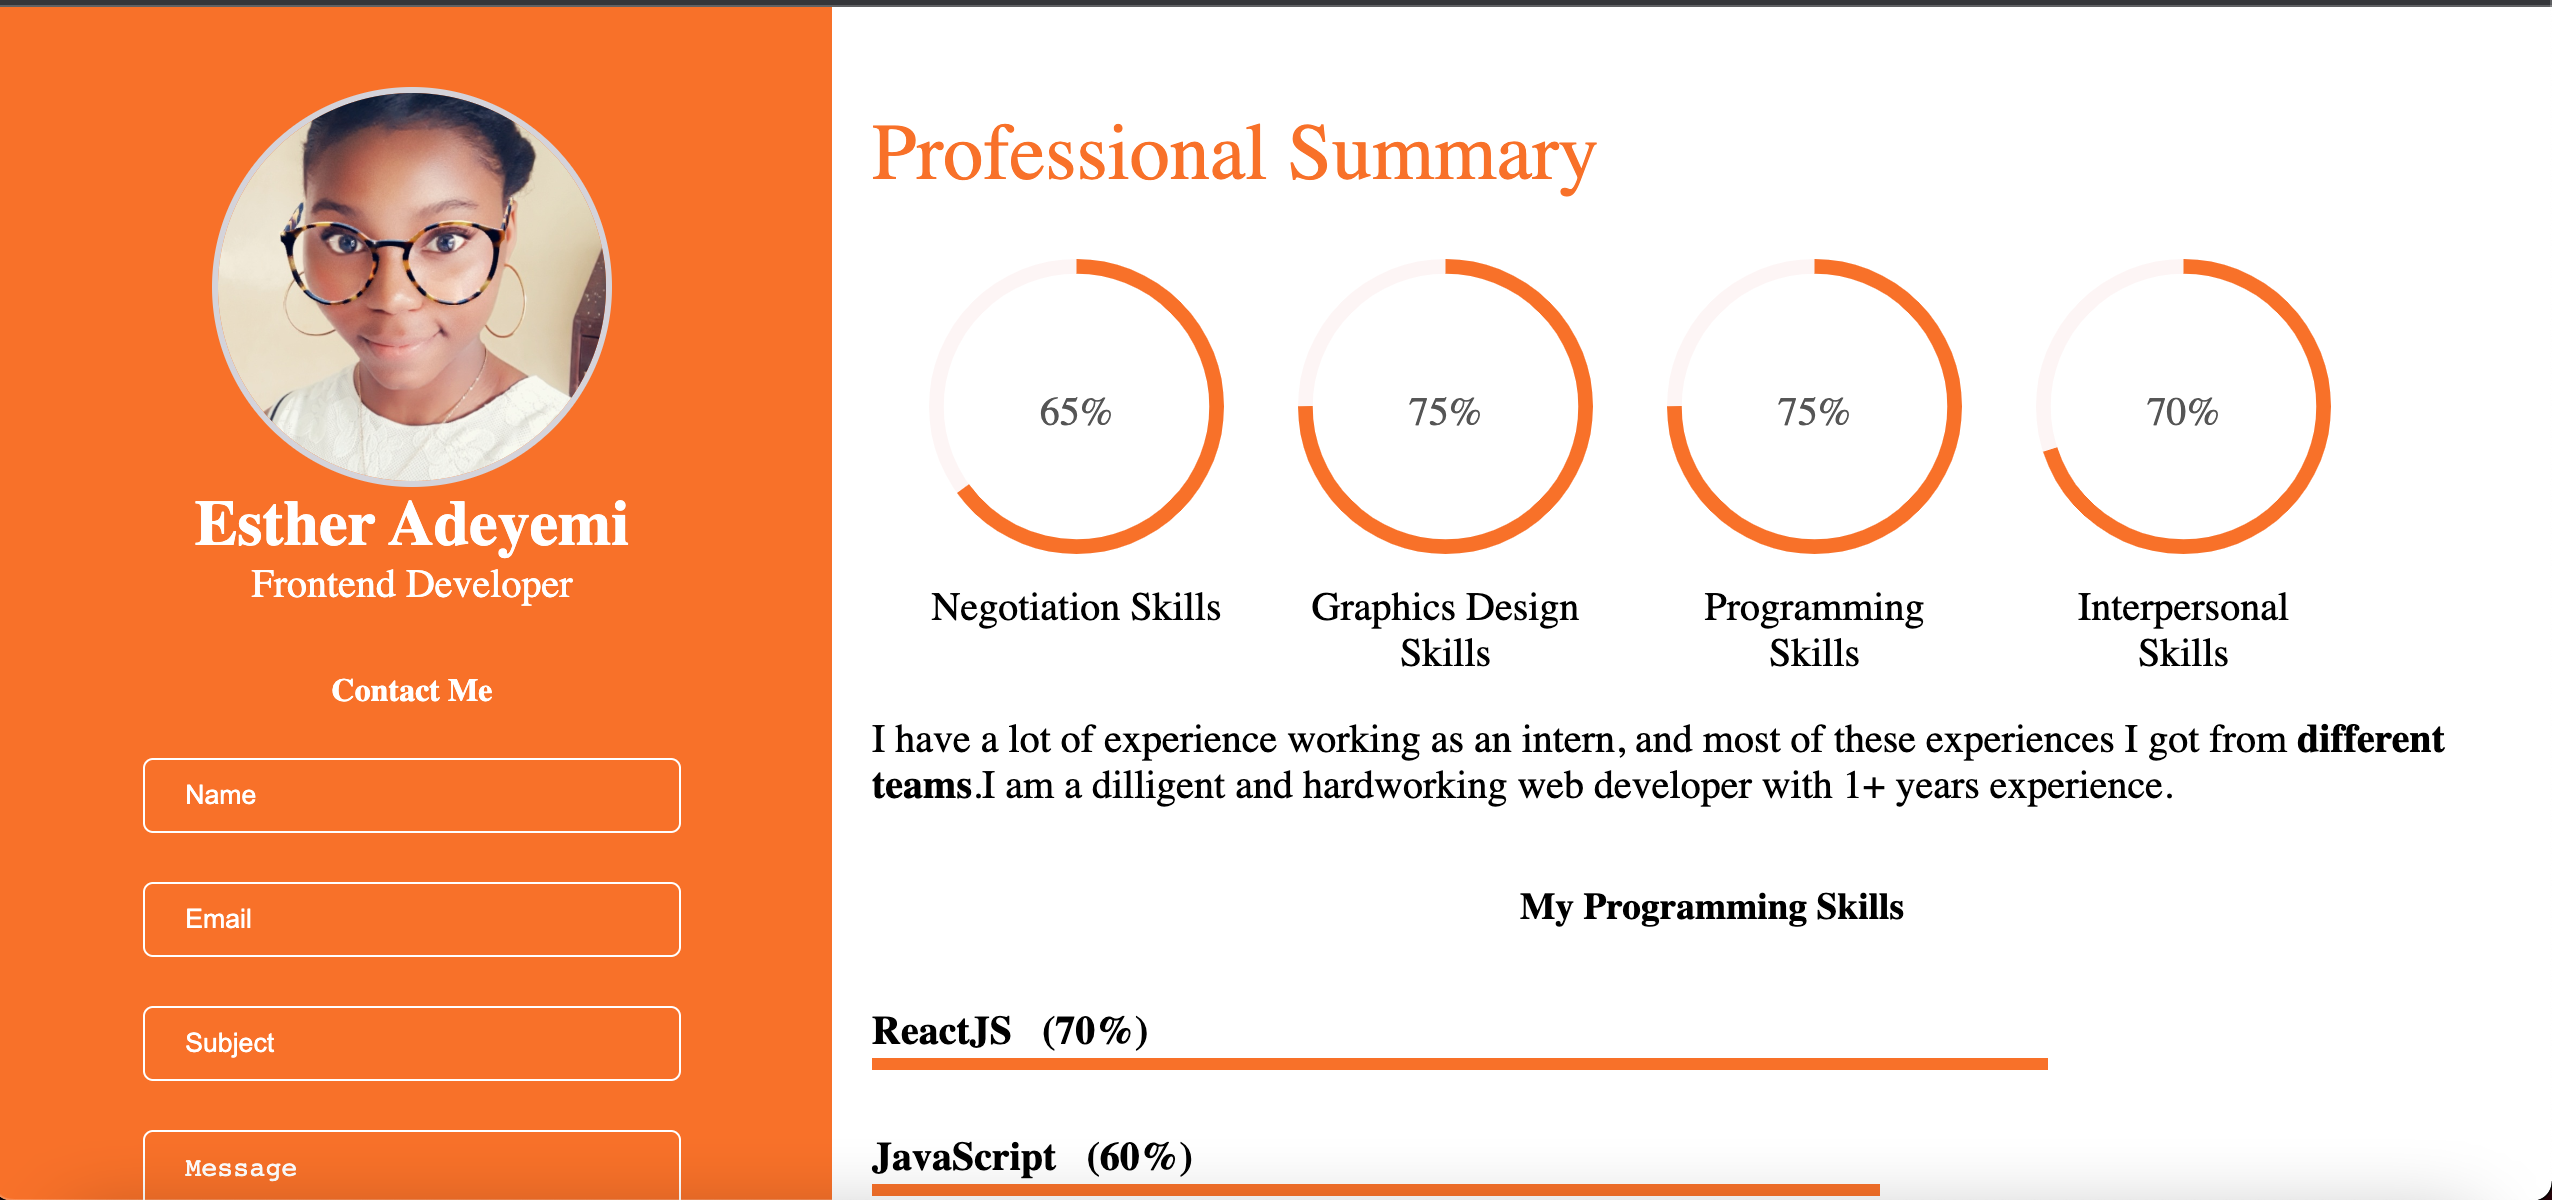 Esther Adeyemi
Frontend Developer
Contact Me
Name
Email
Subject
Message
Professional Summary
65%
75%
75%
70%
Negotiation Skills
Graphics Design
Skills
Programming
Skills
Interpersonal
Skills
I have a lot of experience working as an intern, and most of these experiences I got from different
teams.I am a dilligent and hardworking web developer with 1+ years experience.
My Programming Skills
ReactJS (70%)
JavaScript (60%)